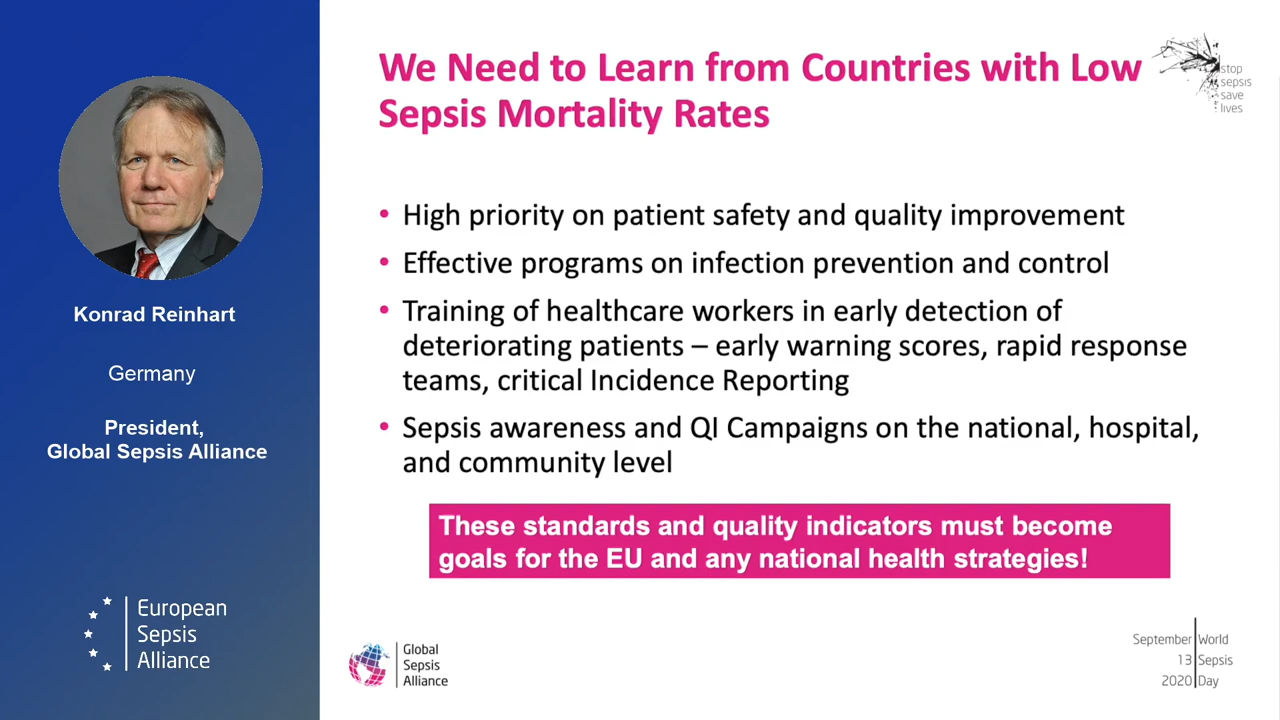 Konrad Reinhart
Germany
President,
Global Sepsis Alliance
European
Sepsis
Alliance
We Need to Learn from Countries with Low
Sepsis Mortality Rates
stop
sepsis
save
lives
• High priority on patient safety and quality improvement
• Effective programs on infection prevention and control
• Training of healthcare workers in early detection of
deteriorating patients – early warning scores, rapid response
teams, critical Incidence Reporting
• Sepsis awareness and QI Campaigns on the national, hospital,
and community level
These standards and quality indicators must become
goals for the EU and any national health strategies!
Global
Sepsis
Alliance
September World
13 Sepsis
2020 Day